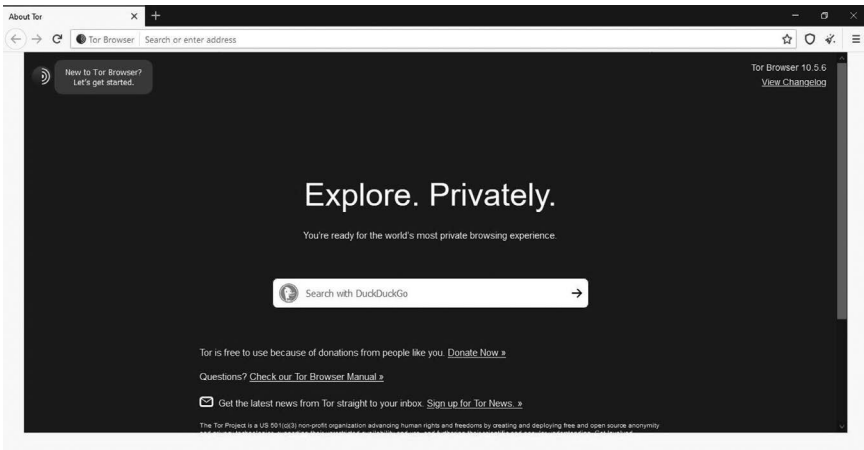 About Tor
Tor Browser Search or enter address
New to Tor Browser?
Let's get started.
Tor Browser 10.5.6
View Changelog
Explore. Privately.
You're ready for the world's most private browsing experience.
Search with DuckDuckGo
Tor is free to use because of donations from people like you. Donate Now »
Questions? Check our Tor Browser Manual »
Get the latest news from Tor straight to your inbox. Sign up for Tor News. »
The Tor Project is a US 501(c)(3) non-profit organization advancing human rights and freedoms by creating and deploying free and open source anonymity